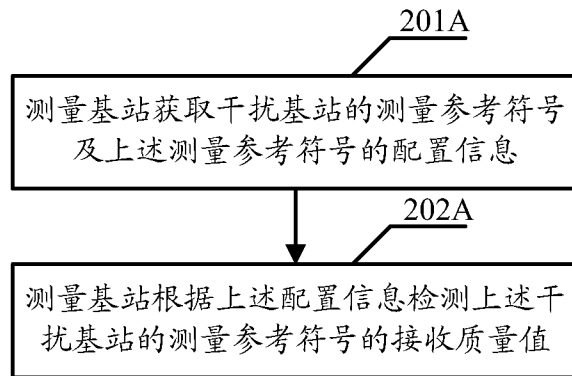 201A
测量基站获取干扰基站的测量参考符号
及上述测量参考符号的配置信息
202A
测量基站根据上述配置信息检测上述干
扰基站的测量参考符号的接收质量值